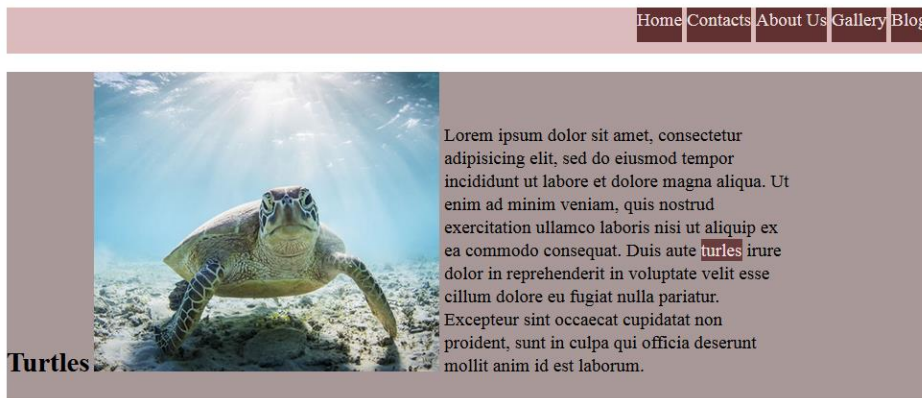 Home Contacts About Us Gallery Blog
Lorem ipsum dolor sit amet, consectetur
adipisicing elit, sed do eiusmod tempor
incididunt ut labore et dolore magna aliqua. Ut
enim ad minim veniam, quis nostrud
exercitation ullamco laboris nisi ut aliquip ex
ea commodo consequat. Duis aute turles irure
dolor in reprehenderit in voluptate velit esse
cillum dolore eu fugiat nulla pariatur.
Excepteur sint occaecat cupidatat non
proident, sunt in culpa qui officia deserunt
mollit anim id est laborum.
Turtles